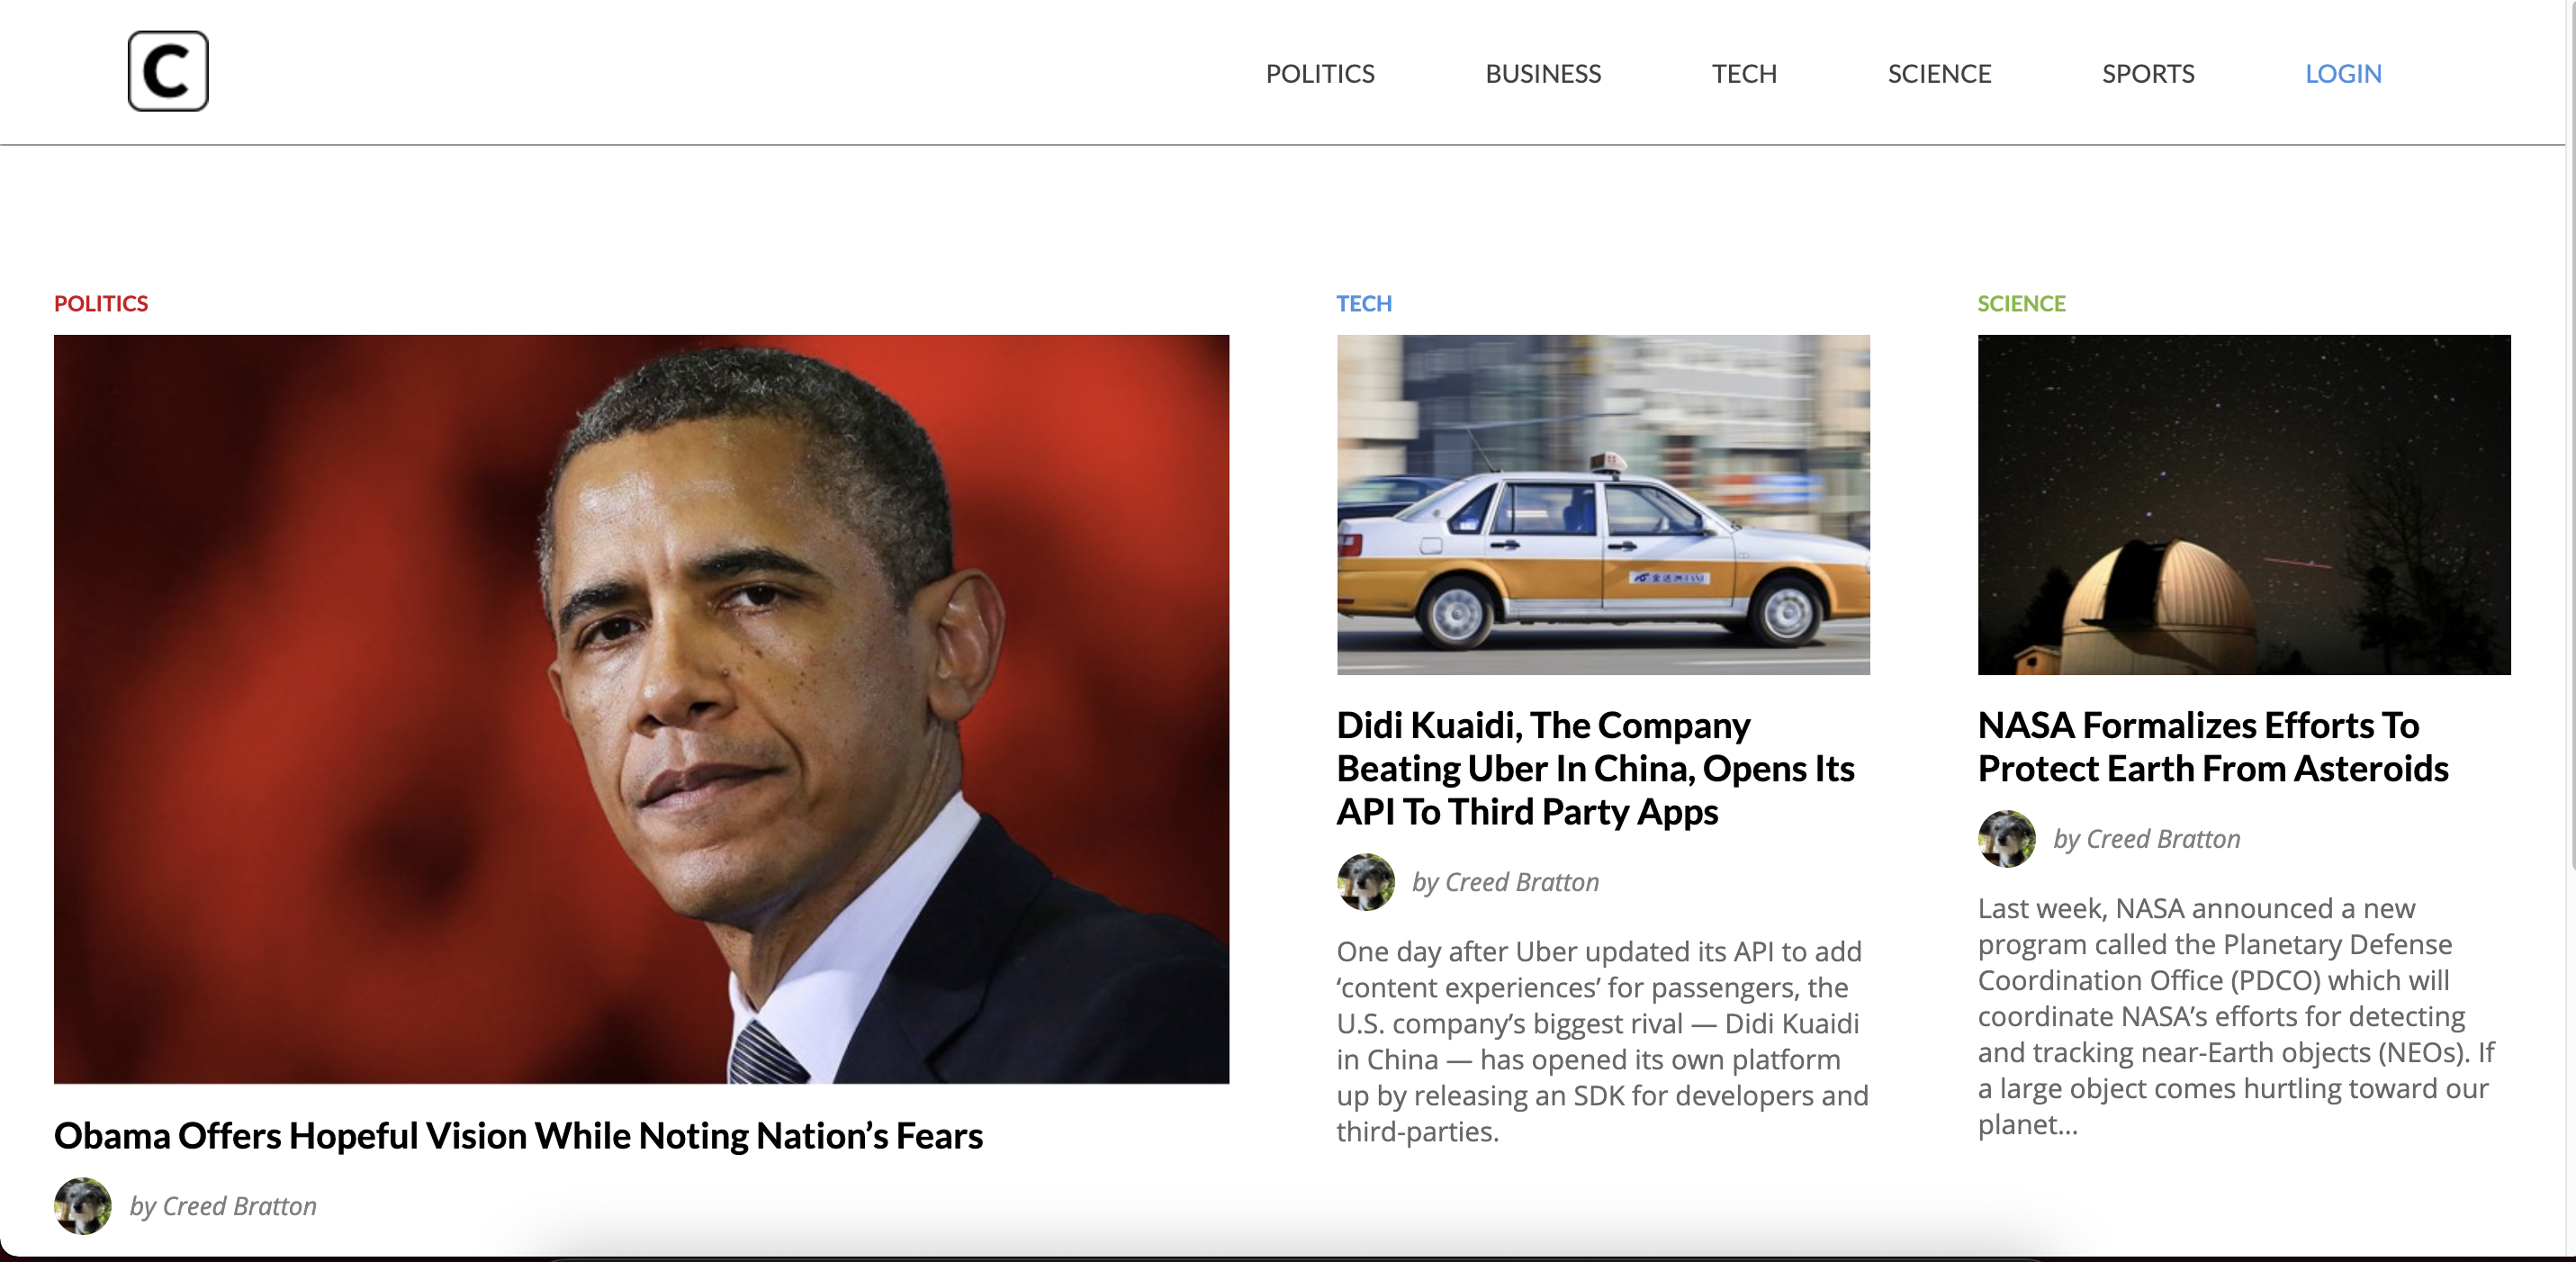 C
POLITICS
BUSINESS
TECH
SCIENCE
SPORTS
LOGIN
POLITICS
Obama Offers Hopeful Vision While Noting Nation’s Fears
by Creed Bratton
TECH
Didi Kuaidi, The Company
Beating Uber In China, Opens Its
API To Third Party Apps
by Creed Bratton
One day after Uber updated its API to add
‘content experiences’ for passengers, the
U.S. company’s biggest rival — Didi Kuaidi
in China — has opened its own platform
up by releasing an SDK for developers and
third-parties.
SCIENCE
NASA Formalizes Efforts To
Protect Earth From Asteroids
by Creed Bratton
Last week, NASA announced a new
program called the Planetary Defense
Coordination Office (PDCO) which will
coordinate NASA’s efforts for detecting
and tracking near-Earth objects (NEOs). If
a large object comes hurtling toward our
planet...